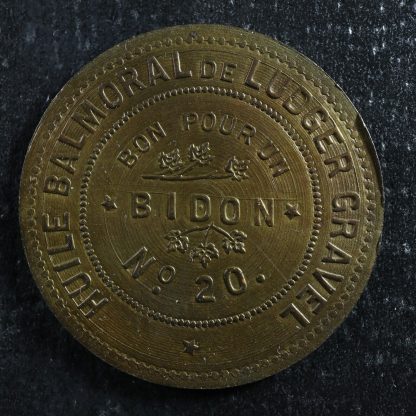 HUILE BALMORAL DE LUDGER GRAVEL
BON POUR UN
BIDON
No. 20.